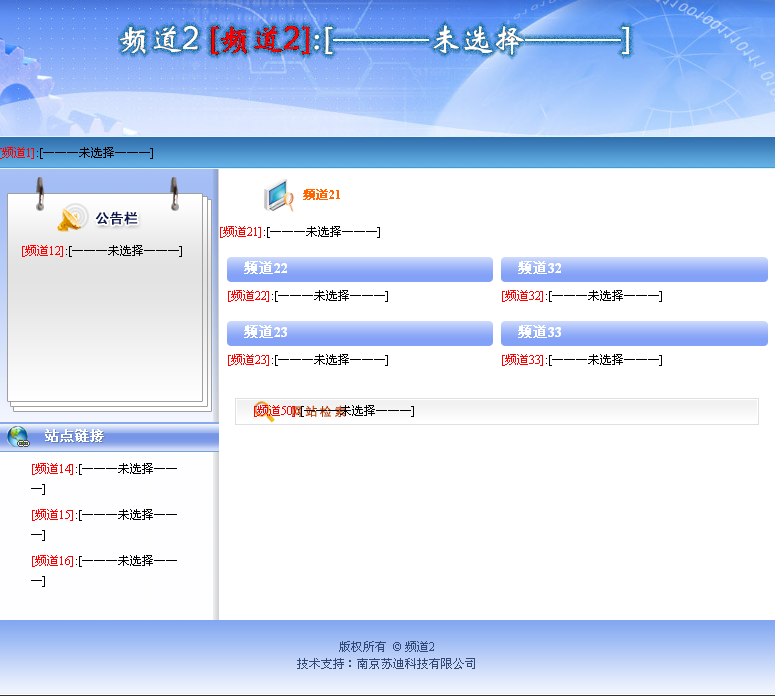 频道2 [频道2]:[————未选择————]
[频道1]:[———未选择———]
公告栏
[频道12]:[———未选择———]
频道21
[频道21]:[———未选择———]
频道22
频道32
[频道22]:[———未选择———]
[频道32]:[———未选择———]
频道23
频道33
[频道23]:[———未选择———]
[频道33]:[———未选择———]
[频道50]:[———未选择———]
站点链接
[频道14]:[———未选择——
—]
[频道15]:[———未选择——
—]
[频道16]:[———未选择——
—]
版权所有 © 频道2
技术支持：南京苏迪科技有限公司